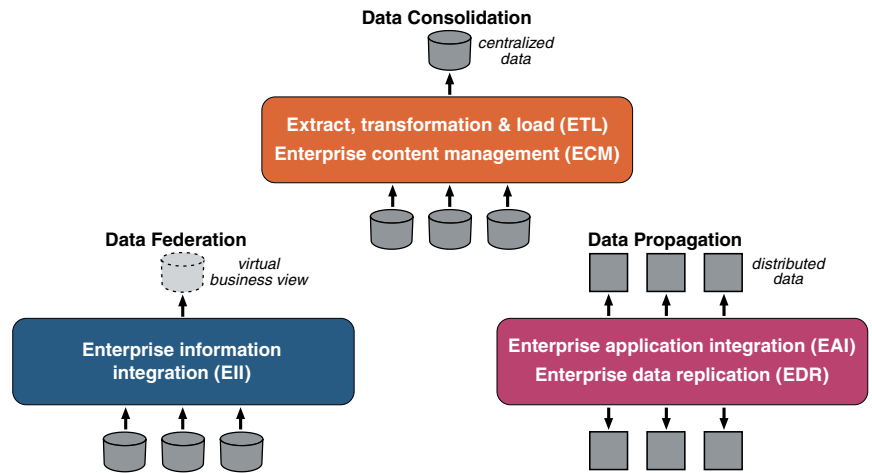 Data Consolidation
centralized
data
Extract, transformation & load (ETL)
Enterprise content management (ECM)
Data Federation
virtual
business view
Enterprise information
integration (EII)
Data Propagation
distributed
data
Enterprise application integration (EAI)
Enterprise data replication (EDR)